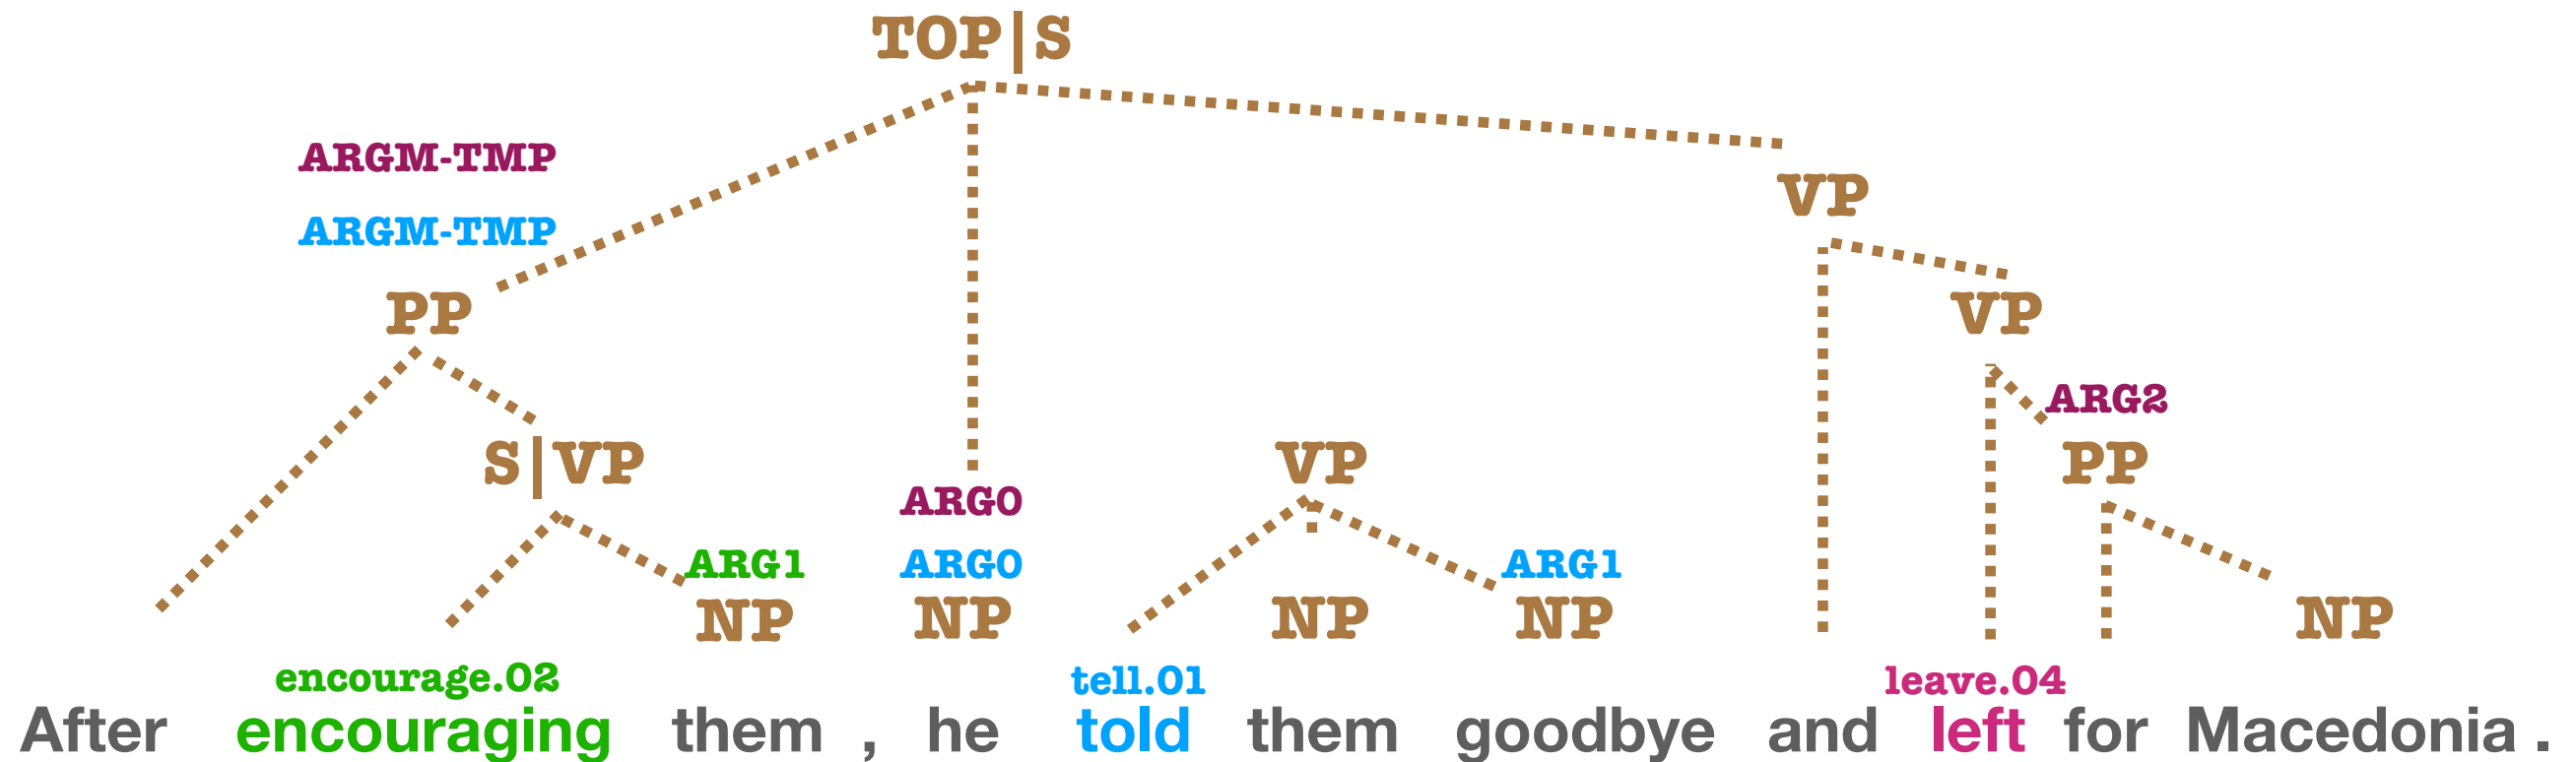 TOP|S
ARGM-TMP
VP
ARGM-TMP
PP VP
ARG2
S|VP VP PP
ARG0
ARG1 ARG0 ARG1
NP NP NP NP NP
encourage.02 tell.01 leave.04
After encouraging them , he told them goodbye and left for Macedonia .